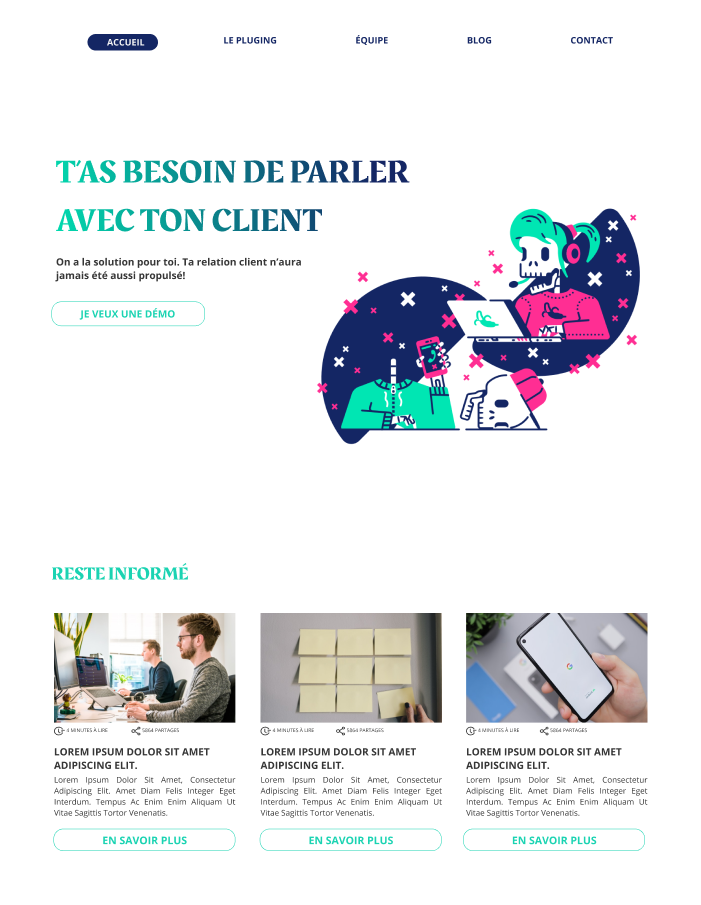 ACCUEIL
LE PLUGING
ÉQUIPE
BLOG
CONTACT
T'AS BESOIN DE PARLER
AVEC TON CLIENT
On a la solution pour toi. Ta relation client n’aura
jamais été aussi propulsé!
JE VEUX UNE DÉMO
RESTE INFORMÉ
4 MINUTES À LIRE
5864 PARTAGES
LOREM IPSUM DOLOR SIT AMET
ADIPISCING ELIT.
Lorem Ipsum Dolor Sit Amet, Consectetur
Adipiscing Elit. Amet Diam Felis Integer Eget
Interdum. Tempus Ac Enim Enim Aliquam Ut
Vitae Sagittis Tortor Venenatis.
EN SAVOIR PLUS
4 MINUTES À LIRE
5864 PARTAGES
LOREM IPSUM DOLOR SIT AMET
ADIPISCING ELIT.
Lorem Ipsum Dolor Sit Amet, Consectetur
Adipiscing Elit. Amet Diam Felis Integer Eget
Interdum. Tempus Ac Enim Enim Aliquam Ut
Vitae Sagittis Tortor Venenatis.
EN SAVOIR PLUS
4 MINUTES À LIRE
5864 PARTAGES
LOREM IPSUM DOLOR SIT AMET
ADIPISCING ELIT.
Lorem Ipsum Dolor Sit Amet, Consectetur
Adipiscing Elit. Amet Diam Felis Integer Eget
Interdum. Tempus Ac Enim Enim Aliquam Ut
Vitae Sagittis Tortor Venenatis.
EN SAVOIR PLUS